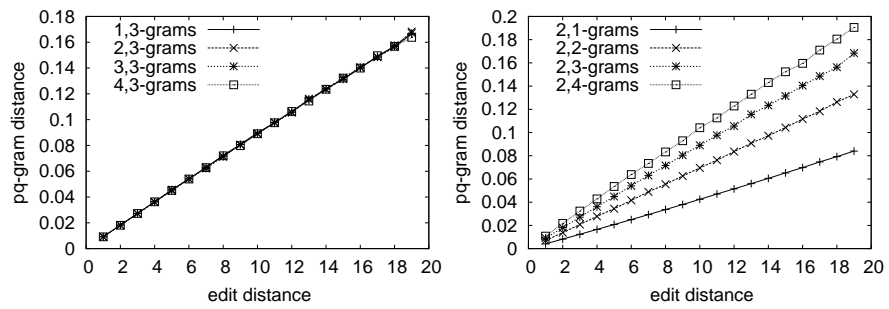 0.18
0.16
0.14
0.12
0.1
0.08
0.06
0.04
0.02
0
pq-gram distance
1,3-grams
2,3-grams
3,3-grams
4,3-grams
0 2 4 6 8 10 12 14 16 18 20
edit distance
0.2
0.18
0.16
0.14
0.12
0.1
0.08
0.06
0.04
0.02
0
pq-gram distance
2,1-grams
2,2-grams
2,3-grams
2,4-grams
0 2 4 6 8 10 12 14 16 18 20
edit distance